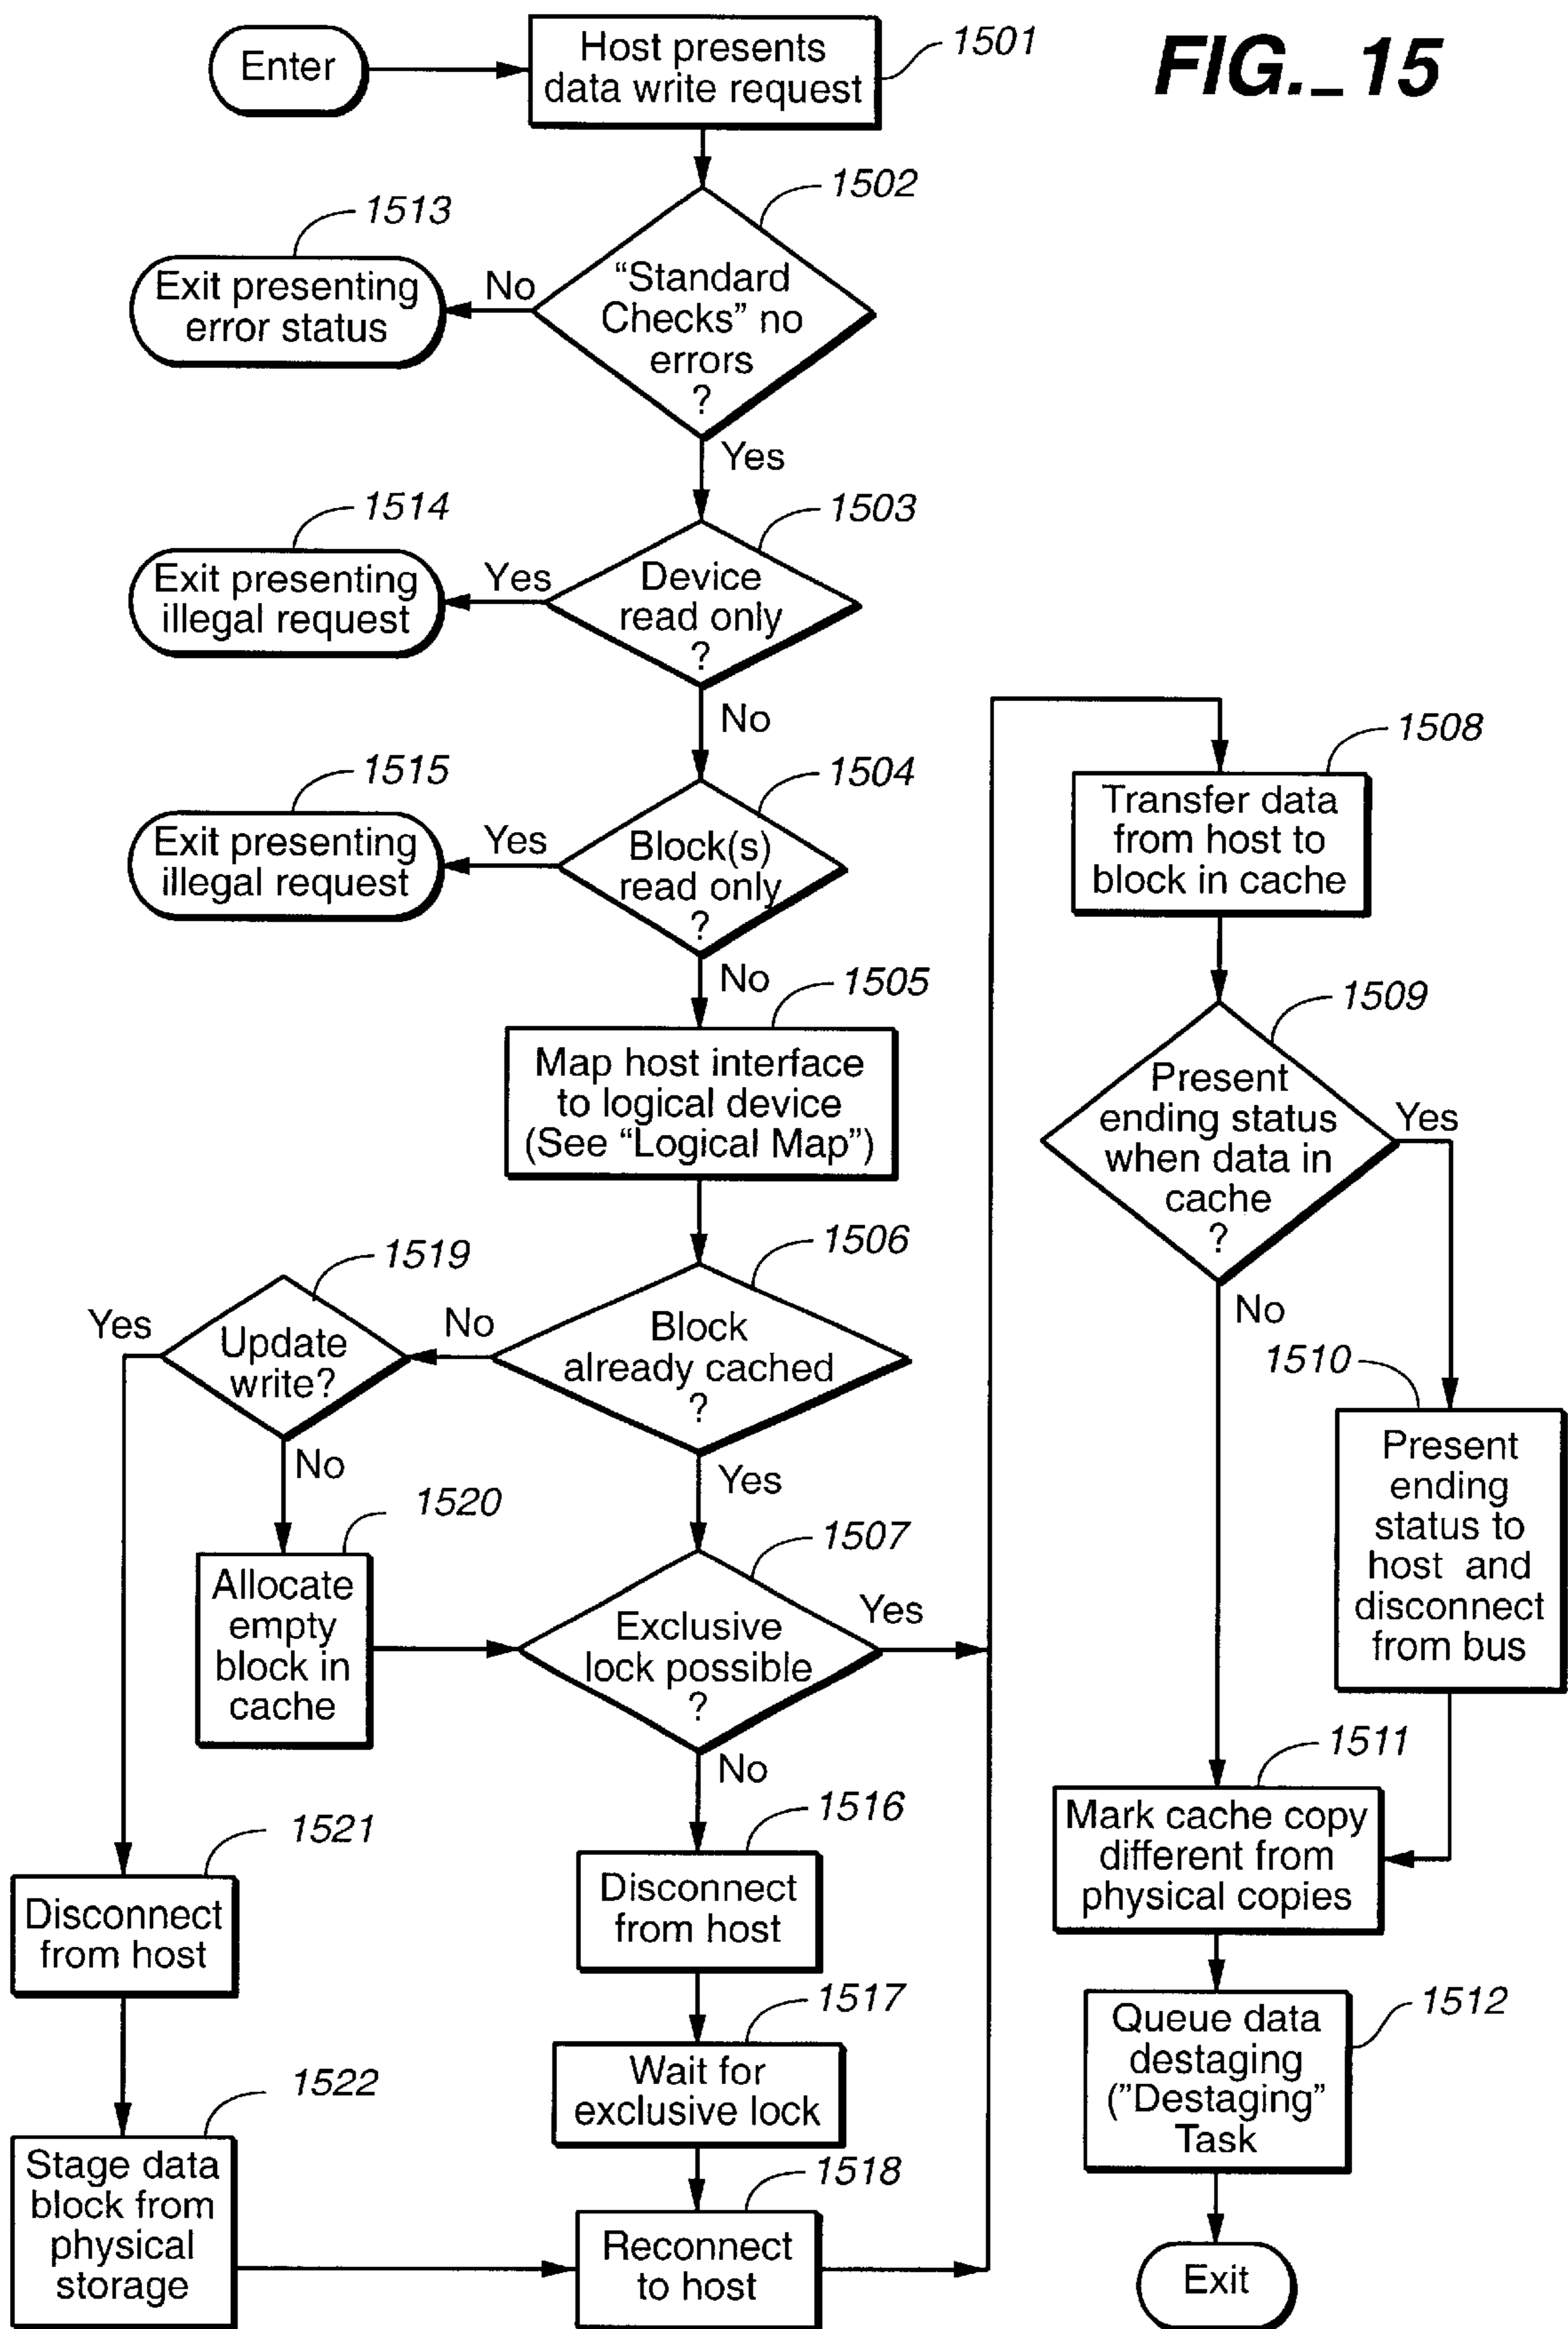 FIG._15
Enter
Host presents
data write request
1501
1502
"Standard
Checks" no
errors
?
No
1513
Exit presenting
error status
Yes
1503
Device
read only
?
Yes
1514
Exit presenting
illegal request
No
1504
Block(s)
read only
?
Yes
1515
Exit presenting
illegal request
No
1505
Map host interface
to logical device
(See "Logical Map")
1506
Block
already cached
?
No
1519
Update
write?
Yes
No
1520
Allocate
empty
block in
cache
Yes
1507
Exclusive
lock possible
?
Yes
No
1516
Disconnect
from host
1517
Wait for
exclusive lock
1518
Reconnect
to host
1521
Disconnect
from host
1522
Stage data
block from
physical
storage
1508
Transfer data
from host to
block in cache
1509
Present
ending status
when data in
cache
?
Yes
No
1510
Present
ending
status to
host and
disconnect
from bus
1511
Mark cache copy
different from
physical copies
1512
Queue data
destaging
("Destaging"
Task
Exit